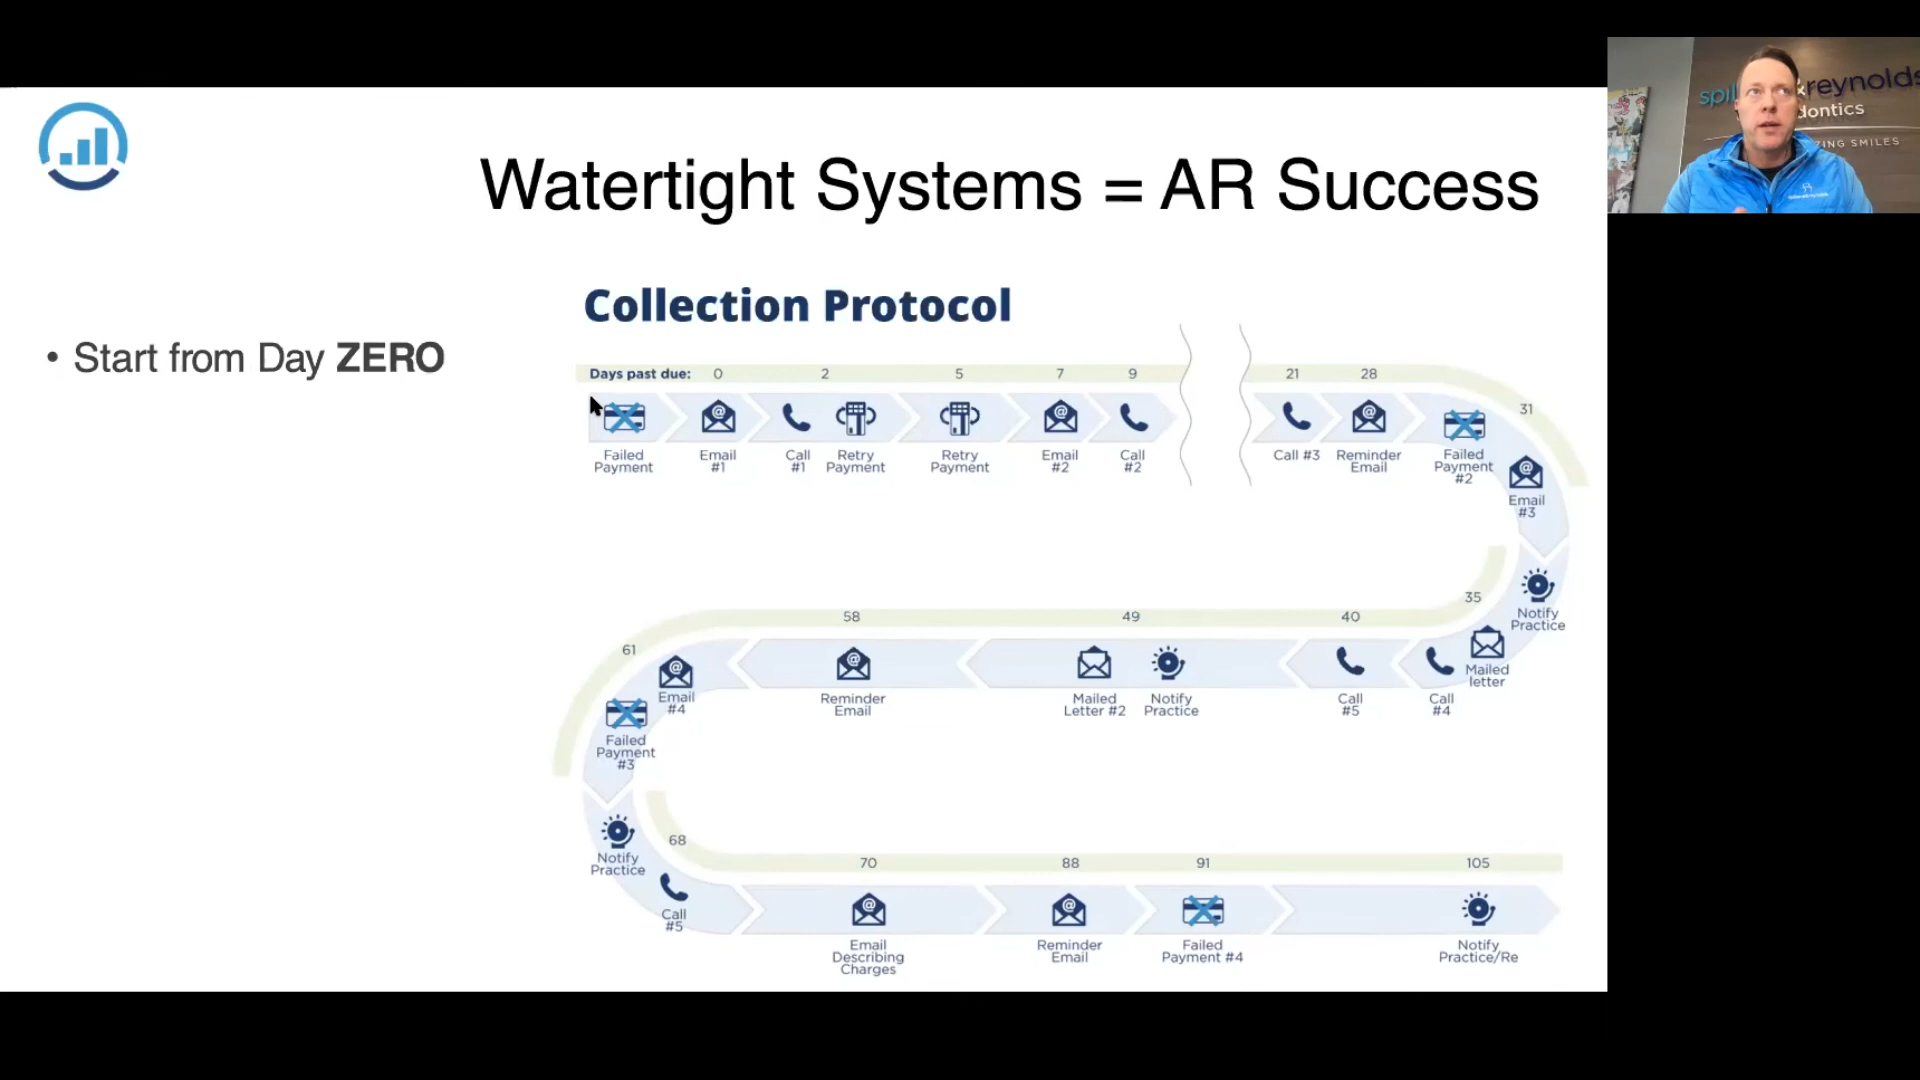 Watertight Systems = AR Success
• Start from Day ZERO
Collection Protocol
Days past due: 0 2 5 7 9 21 28
31
Failed
Payment
Email
#1
Call
#1
Retry
Payment
Retry
Payment
Email
#2
Call
#2
Call #3
Reminder
Email
Failed
Payment
#2
Email
#3
Notify
Practice
35
Mailed
letter
Call
#4
40
Call
#5
49
Mailed
Letter #2
Notify
Practice
58
Reminder
Email
61
Email
#4
Failed
Payment
#3
Notify
Practice
68
Call
#5
70
Email
Describing
Charges
88
Reminder
Email
91
Failed
Payment #4
105
Notify
Practice/Re
&reynolds
dontics
ZING SMILES